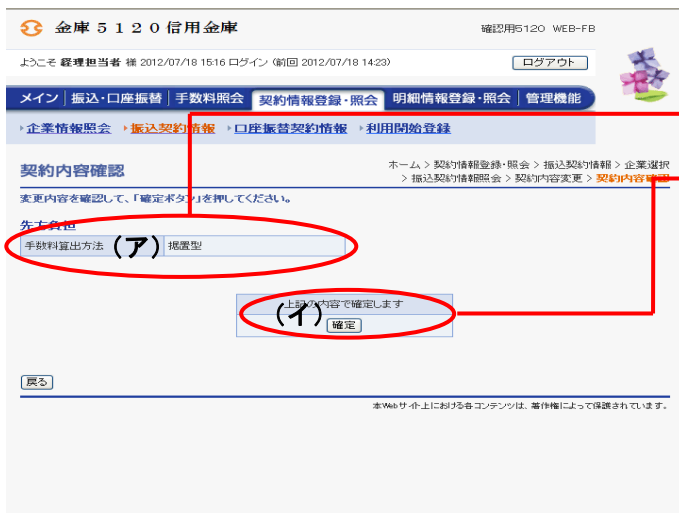 金庫５１２０信用金庫
確認用5120 WEB-FB
ようこそ 経理担当者 様 2012/07/18 15:16 ログイン (前回 2012/07/18 14:23)
ログアウト
メイン 振込・口座振替 手数料照会 契約情報登録・照会 明細情報登録・照会 管理機能
企業情報照会 振込契約情報 口座振替契約情報 利用開始登録
契約内容確認
ホーム > 契約情報登録・照会 > 振込契約情報 > 企業選択
> 振込契約情報照会 > 契約内容変更 > 契約内容確認
変更内容を確認して、「確定ボタン」を押してください。
先方負担
手数料算出方法 (ア) 据置型
上記の内容で確定します
(イ) 確定
戻る
本Webサイト上における各コンテンツは、著作権によって保護されています。